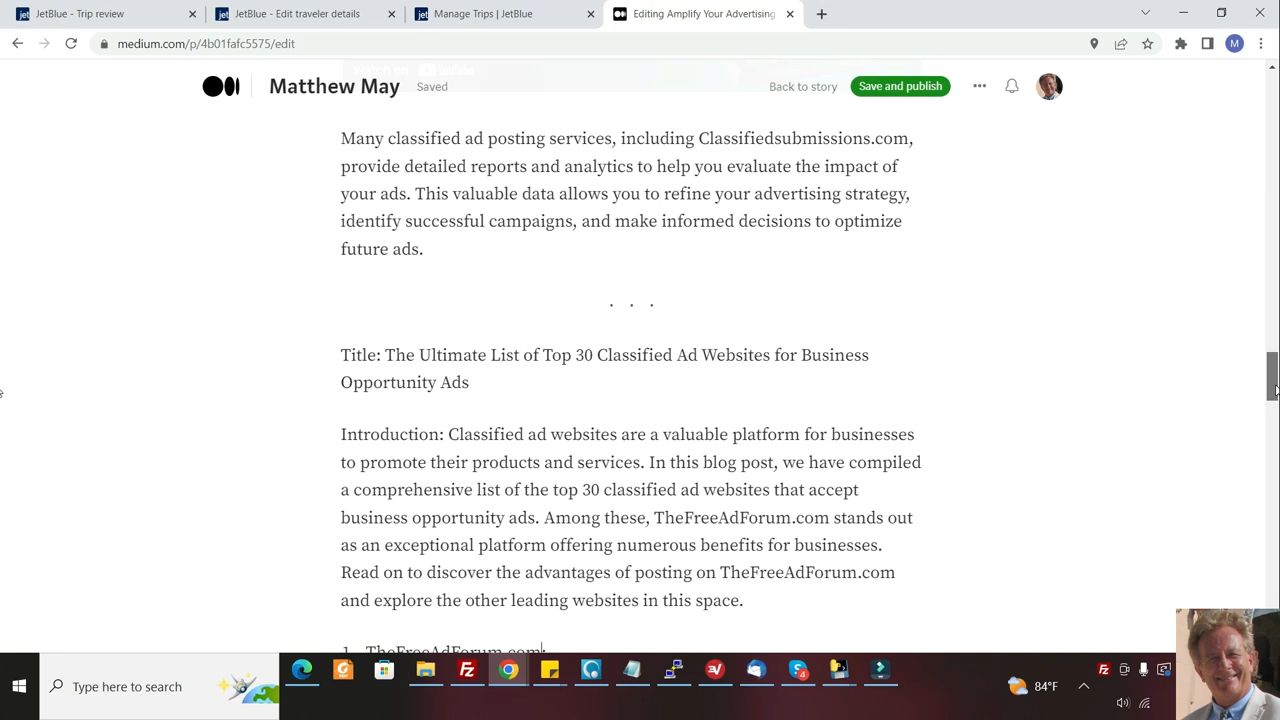 JetBlue - Trip review
JetBlue - Edit traveler details
Manage Trips | JetBlue
Editing Amplify Your Advertising
medium.com/p/4b01fafc5575/edit
M
Matthew May
Saved
Back to story
Save and publish
Many classified ad posting services, including Classifiedsubmissions.com,
provide detailed reports and analytics to help you evaluate the impact of
your ads. This valuable data allows you to refine your advertising strategy,
identify successful campaigns, and make informed decisions to optimize
future ads.
. . .
Title: The Ultimate List of Top 30 Classified Ad Websites for Business
Opportunity Ads
Introduction: Classified ad websites are a valuable platform for businesses
to promote their products and services. In this blog post, we have compiled
a comprehensive list of the top 30 classified ad websites that accept
business opportunity ads. Among these, TheFreeAdForum.com stands out
as an exceptional platform offering numerous benefits for businesses.
Read on to discover the advantages of posting on TheFreeAdForum.com
and explore the other leading websites in this space.
1. TheFreeAdForum.com:
Type here to search
84°F